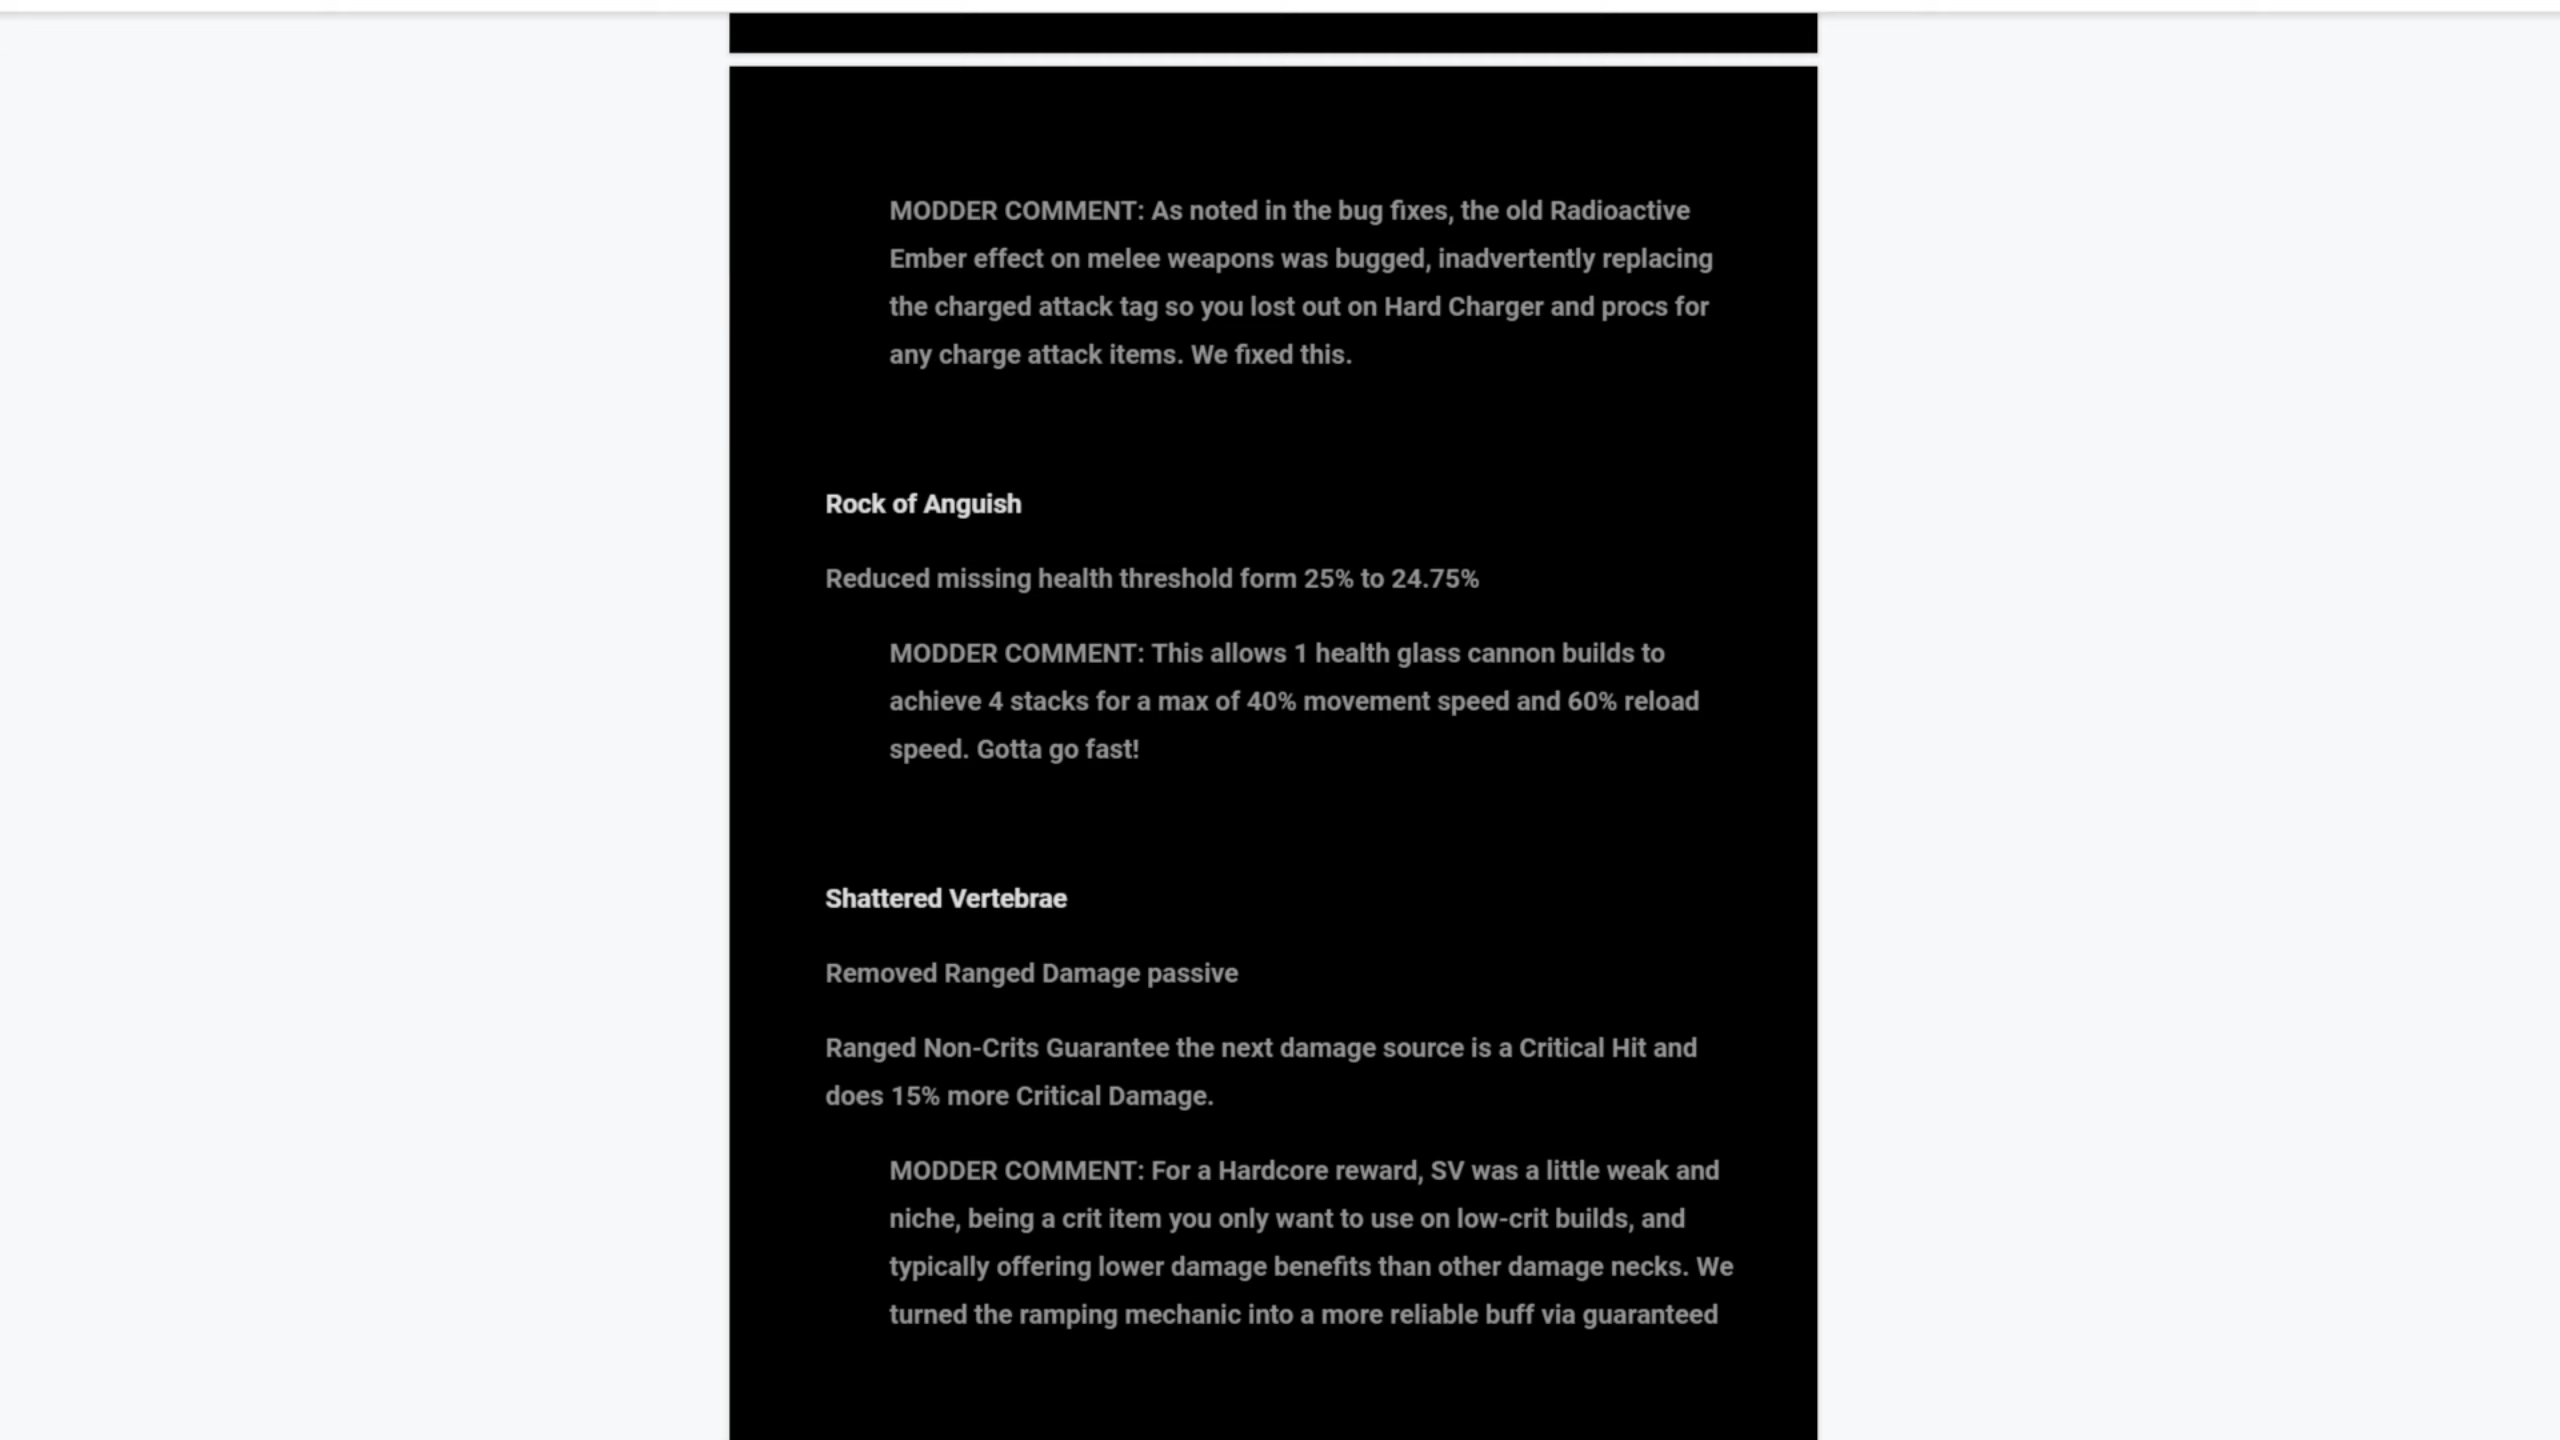 MODDER COMMENT: As noted in the bug fixes, the old Radioactive
Ember effect on melee weapons was bugged, inadvertently replacing
the charged attack tag so you lost out on Hard Charger and procs for
any charge attack items. We fixed this.
Rock of Anguish
Reduced missing health threshold form 25% to 24.75%
MODDER COMMENT: This allows 1 health glass cannon builds to
achieve 4 stacks for a max of 40% movement speed and 60% reload
speed. Gotta go fast!
Shattered Vertebrae
Removed Ranged Damage passive
Ranged Non-Crits Guarantee the next damage source is a Critical Hit and
does 15% more Critical Damage.
MODDER COMMENT: For a Hardcore reward, SV was a little weak and
niche, being a crit item you only want to use on low-crit builds, and
typically offering lower damage benefits than other damage necks. We
turned the ramping mechanic into a more reliable buff via guaranteed